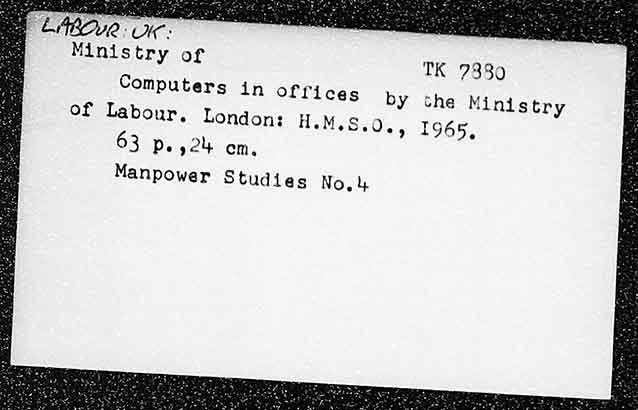 LABOUR: UK:
Ministry of TK 7880
Computers in offices by the Ministry
of Labour. London: H.M.S.O., 1965.
63 p.,24 cm.
Manpower Studies No.4